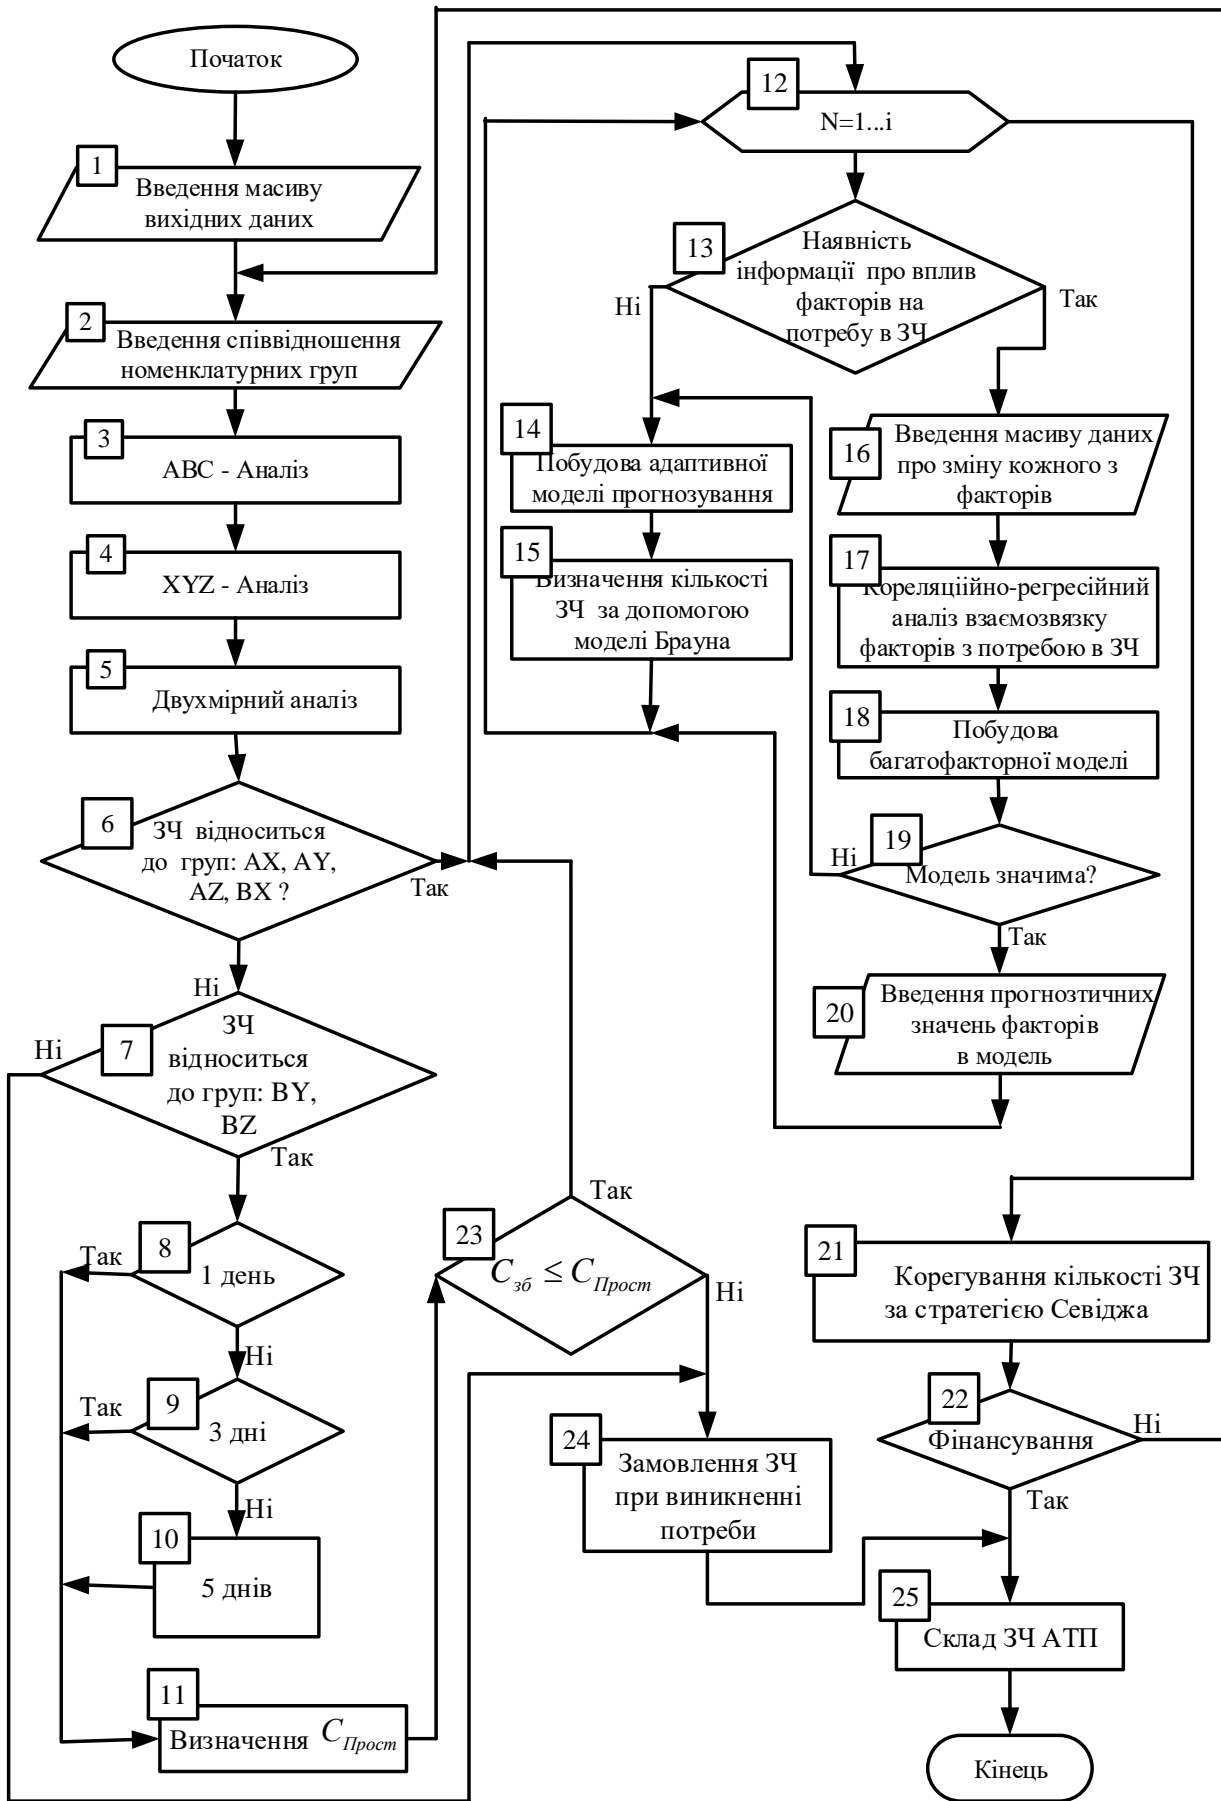 Початок
1
Введення масиву
вихідних даних
2
Введення співвідношення
номенклатурних груп
3
ABC - Аналіз
4
XYZ - Аналіз
5
Двухмірний аналіз
6
ЗЧ відноситься
до груп: AX, AY,
AZ, BX ?
Так
Ні
7
ЗЧ
відноситься
до груп: BY,
BZ
Ні
Так
8
1 день
Так
Ні
9
3 дні
Так
Ні
10
5 днів
11
Визначення C_Прост
12
N=1...i
13
Наявність
інформації про вплив
факторів на
потребу в ЗЧ
Ні
Так
14
Побудова адаптивної
моделі прогнозування
15
Визначення кількості
ЗЧ за допомогою
моделі Брауна
16
Введення масиву даних
про зміну кожного з
факторів
17
Кореляціійно-регресійний
аналіз взаємозвязку
факторів з потребою в ЗЧ
18
Побудова
багатофакторної моделі
19
Модель значима?
Ні
Так
20
Введення прогнозтичних
значень факторів
в модель
21
Корегування кількості ЗЧ
за стратегією Севіджа
22
Фінансування
Ні
Так
23
C_зб ≤ C_Прост
Так
Ні
24
Замовлення ЗЧ
при виникненні
потреби
25
Склад ЗЧ АТП
Кінець